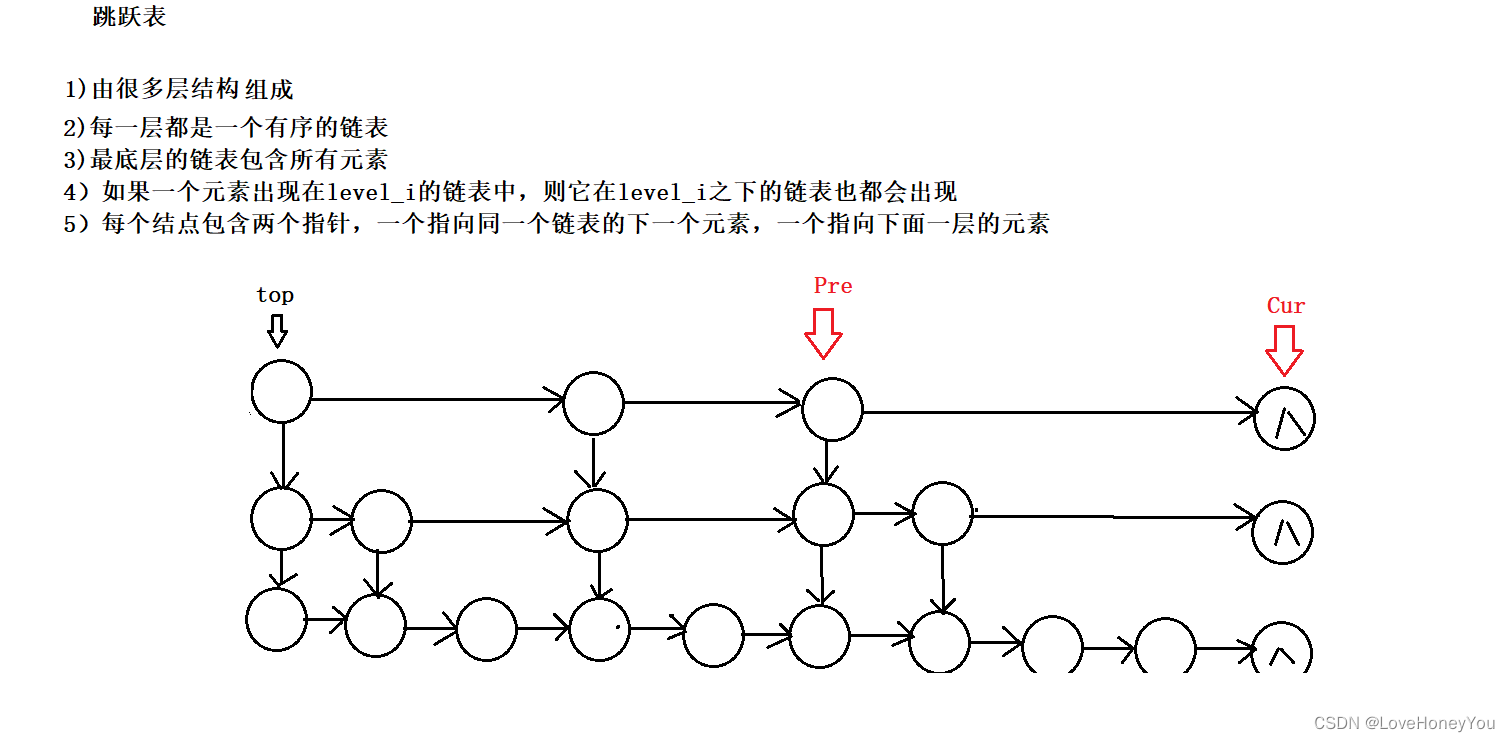 跳跃表
1)由很多层结构 组成
2)每一层都是一个有序的链表
3)最底层的链表包含所有元素
4）如果一个元素出现在level_i的链表中，则它在level_i之下的链表也都会出现
5）每个结点包含两个指针，一个指向同一个链表的下一个元素，一个指向下面一层的元素
top
Pre
Cur
CSDN @LoveHoneyYou